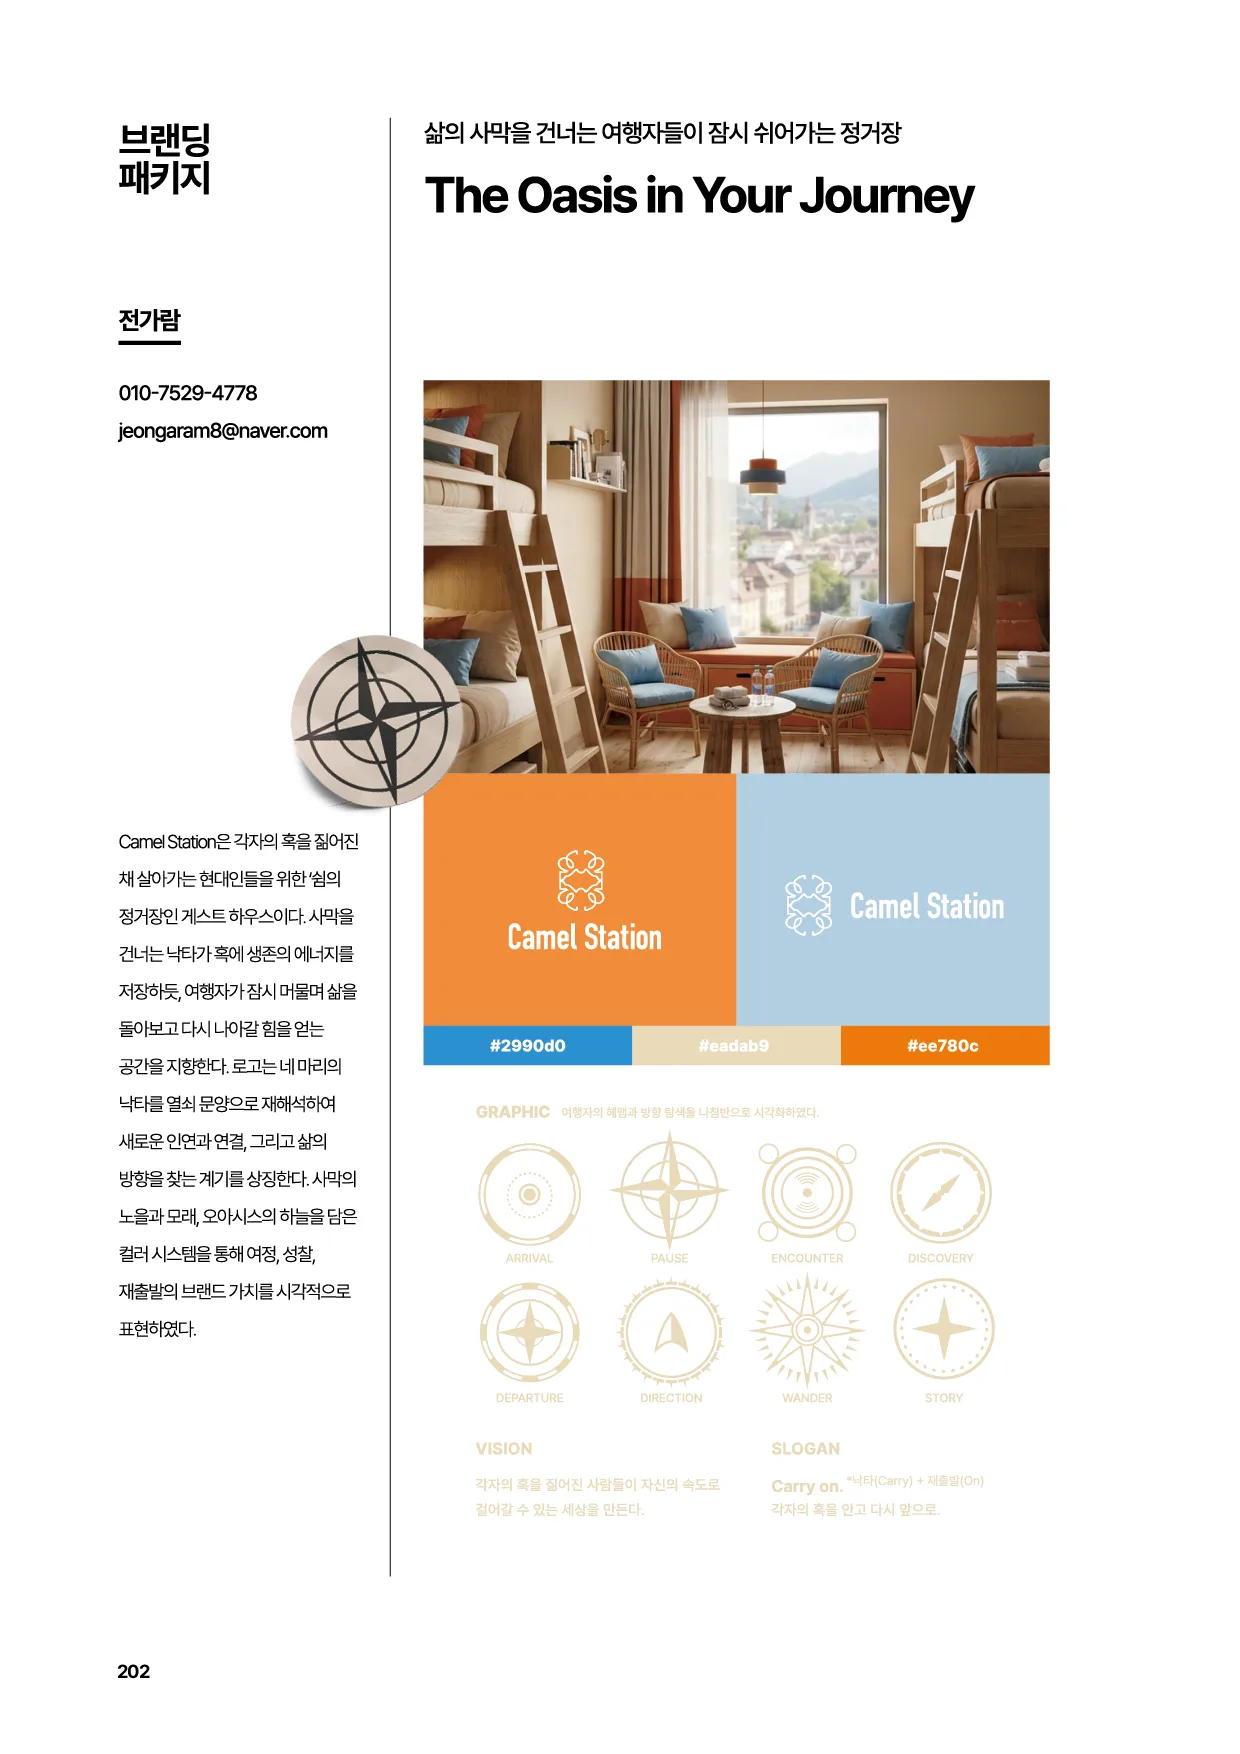 브랜딩
패키지
삶의 사막을 건너는 여행자들이 잠시 쉬어가는 정거장
The Oasis in Your Journey
전가람
010-7529-4778
jeongaram8@naver.com
Camel Station은 각자의 혹을 짊어진
채 살아가는 현대인들을 위한 ‘쉼의
정거장인 게스트 하우스이다. 사막을
건너는 낙타가 혹에 생존의 에너지를
저장하듯, 여행자가 잠시 머물며 삶을
돌아보고 다시 나아갈 힘을 얻는
공간을 지향한다. 로고는 네 마리의
낙타를 열쇠 문양으로 재해석하여
새로운 인연과 연결, 그리고 삶의
방향을 찾는 계기를 상징한다. 사막의
노을과 모래, 오아시스의 하늘을 담은
컬러 시스템을 통해 여정, 성찰,
재출발의 브랜드 가치를 시각적으로
표현하였다.
Camel Station
Camel Station
#2990d0
#eadab9
#ee780c
GRAPHIC 여행자의 헤맴과 방향 탐색을 나침반으로 시각화하였다.
ARRIVAL
PAUSE
ENCOUNTER
DISCOVERY
DEPARTURE
DIRECTION
WANDER
STORY
VISION
각자의 혹을 짊어진 사람들이 자신의 속도로
걸어갈 수 있는 세상을 만든다.
SLOGAN
Carry on. *낙타(Carry) + 재출발(On)
각자의 혹을 안고 다시 앞으로.
202